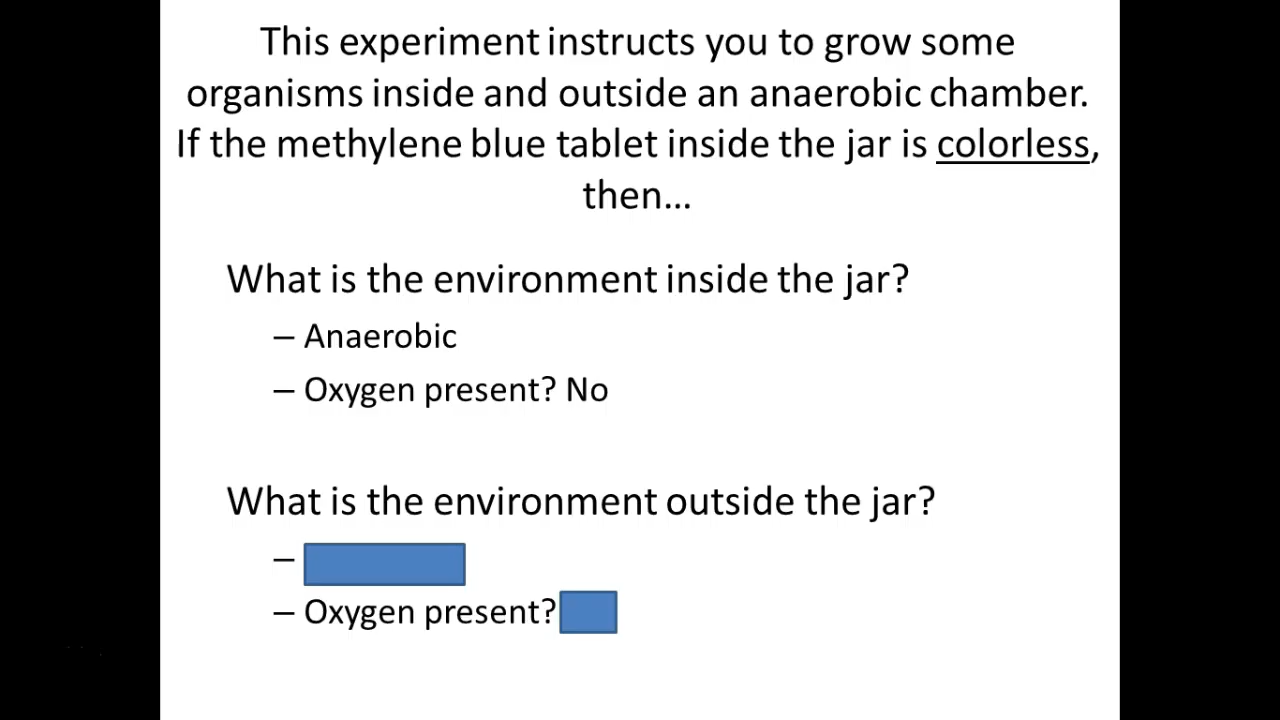 This experiment instructs you to grow some
organisms inside and outside an anaerobic chamber.
If the methylene blue tablet inside the jar is colorless,
then...
What is the environment inside the jar?
– Anaerobic
– Oxygen present? No
What is the environment outside the jar?
–
– Oxygen present?